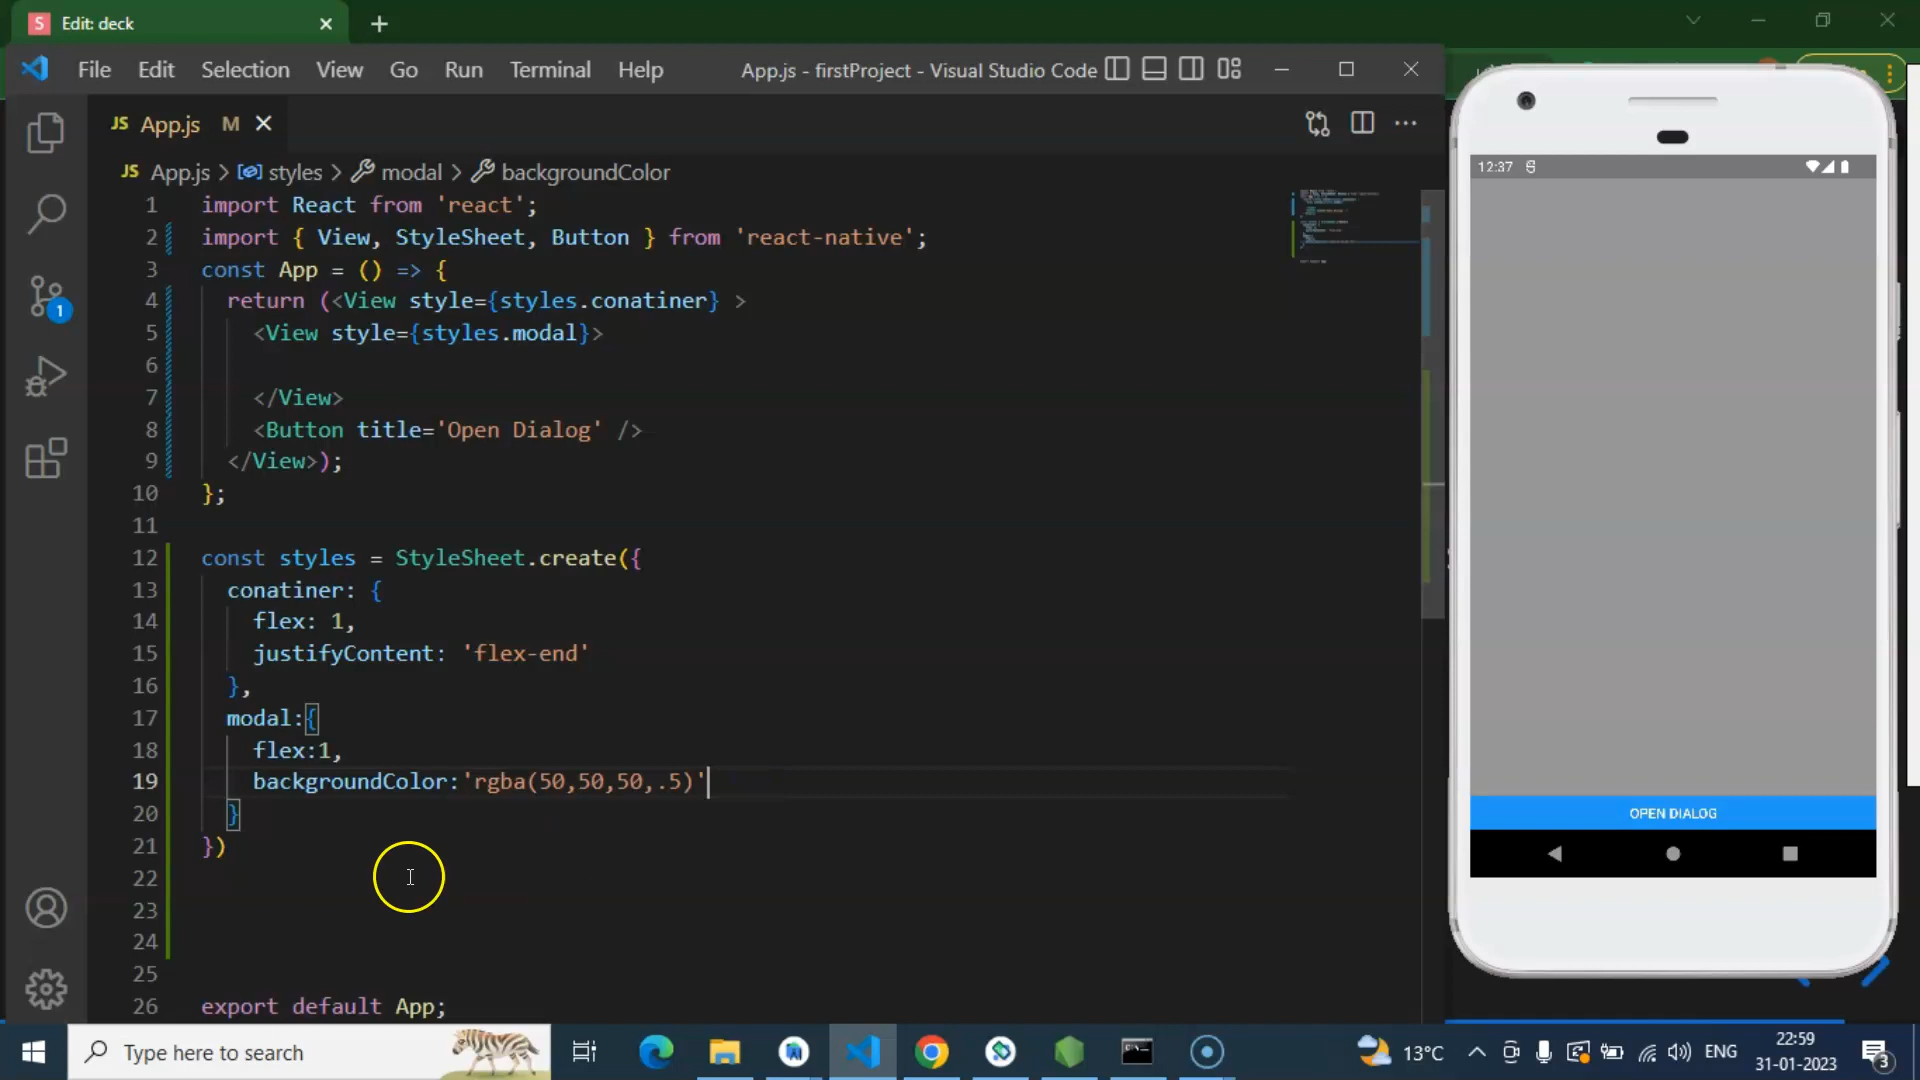 S Edit: deck
File Edit Selection View Go Run Terminal Help
App.js - firstProject - Visual Studio Code
JS App.js M
JS App.js > styles > modal > backgroundColor
1 import React from 'react';
2 import { View, StyleSheet, Button } from 'react-native';
3 const App = () => {
4 return (<View style={styles.conatiner} >
5 <View style={styles.modal}>
6
7 </View>
8 <Button title='Open Dialog' />
9 </View>);
10 };
11
12 const styles = StyleSheet.create({
13 conatiner: {
14 flex: 1,
15 justifyContent: 'flex-end'
16 },
17 modal:{
18 flex:1,
19 backgroundColor:'rgba(50,50,50,.5)'
20 }
21 })
22
23
24
25
26 export default App;
1
12:37
OPEN DIALOG
Type here to search
13°C
ENG
22:59
31-01-2023
3